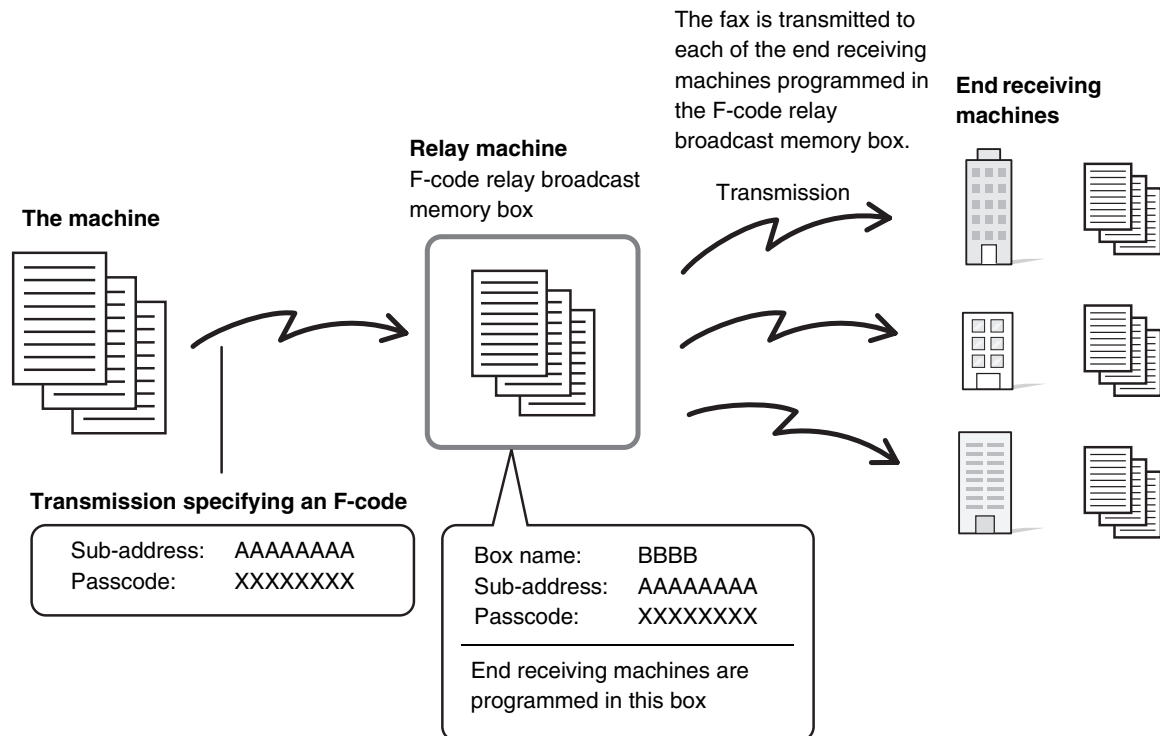 The fax is transmitted to
each of the end receiving
machines programmed in
the F-code relay
broadcast memory box.
End receiving
machines
Relay machine
F-code relay broadcast
memory box
Transmission
The machine
Transmission specifying an F-code
Sub-address: AAAAAAAA
Passcode: XXXXXXXX
Box name: BBBB
Sub-address: AAAAAAAA
Passcode: XXXXXXXX
End receiving machines are
programmed in this box